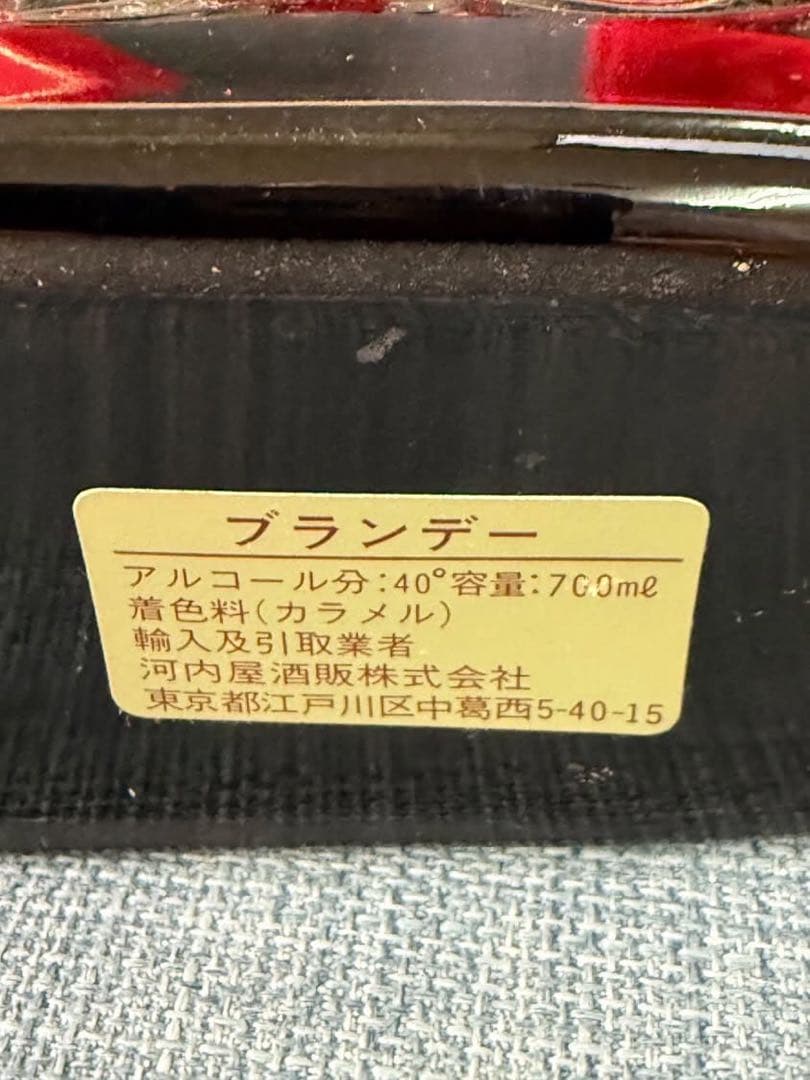 ブランデー
アルコール分:40°容量:700mℓ
着色料(カラメル)
輸入及引取業者
河内屋酒販株式会社
東京都江戸川区中葛西5-40-15